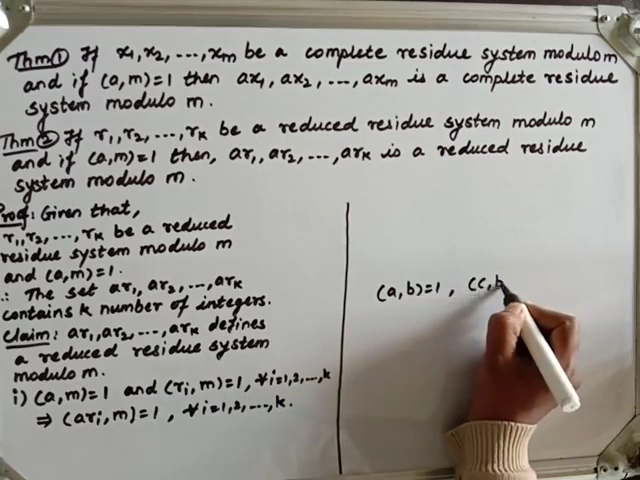 Thm① If x₁, x₂, ..., xₘ be a complete residue system modulo m
and if (a, m)=1 then ax₁, ax₂, ..., axₘ is a complete residue
system modulo m.
Thm② If r₁, r₂, ..., rₖ be a reduced residue system modulo m
and if (a, m)=1 then, ar₁, ar₂, ..., arₖ is a reduced residue
system modulo m.
Proof: Given that,
r₁, r₂, ..., rₖ be a reduced
residue system modulo m
and (a, m)=1.
∴ The set ar₁, ar₂, ..., arₖ
contains k number of integers.
Claim: ar₁, ar₂, ..., arₖ defines
a reduced residue system
modulo m.
i) (a, m)=1 and (rᵢ, m)=1, ∀ i=1,2,...,k
⇒ (arᵢ, m)=1, ∀ i=1,2,...,k.
(a, b)=1, (c, b